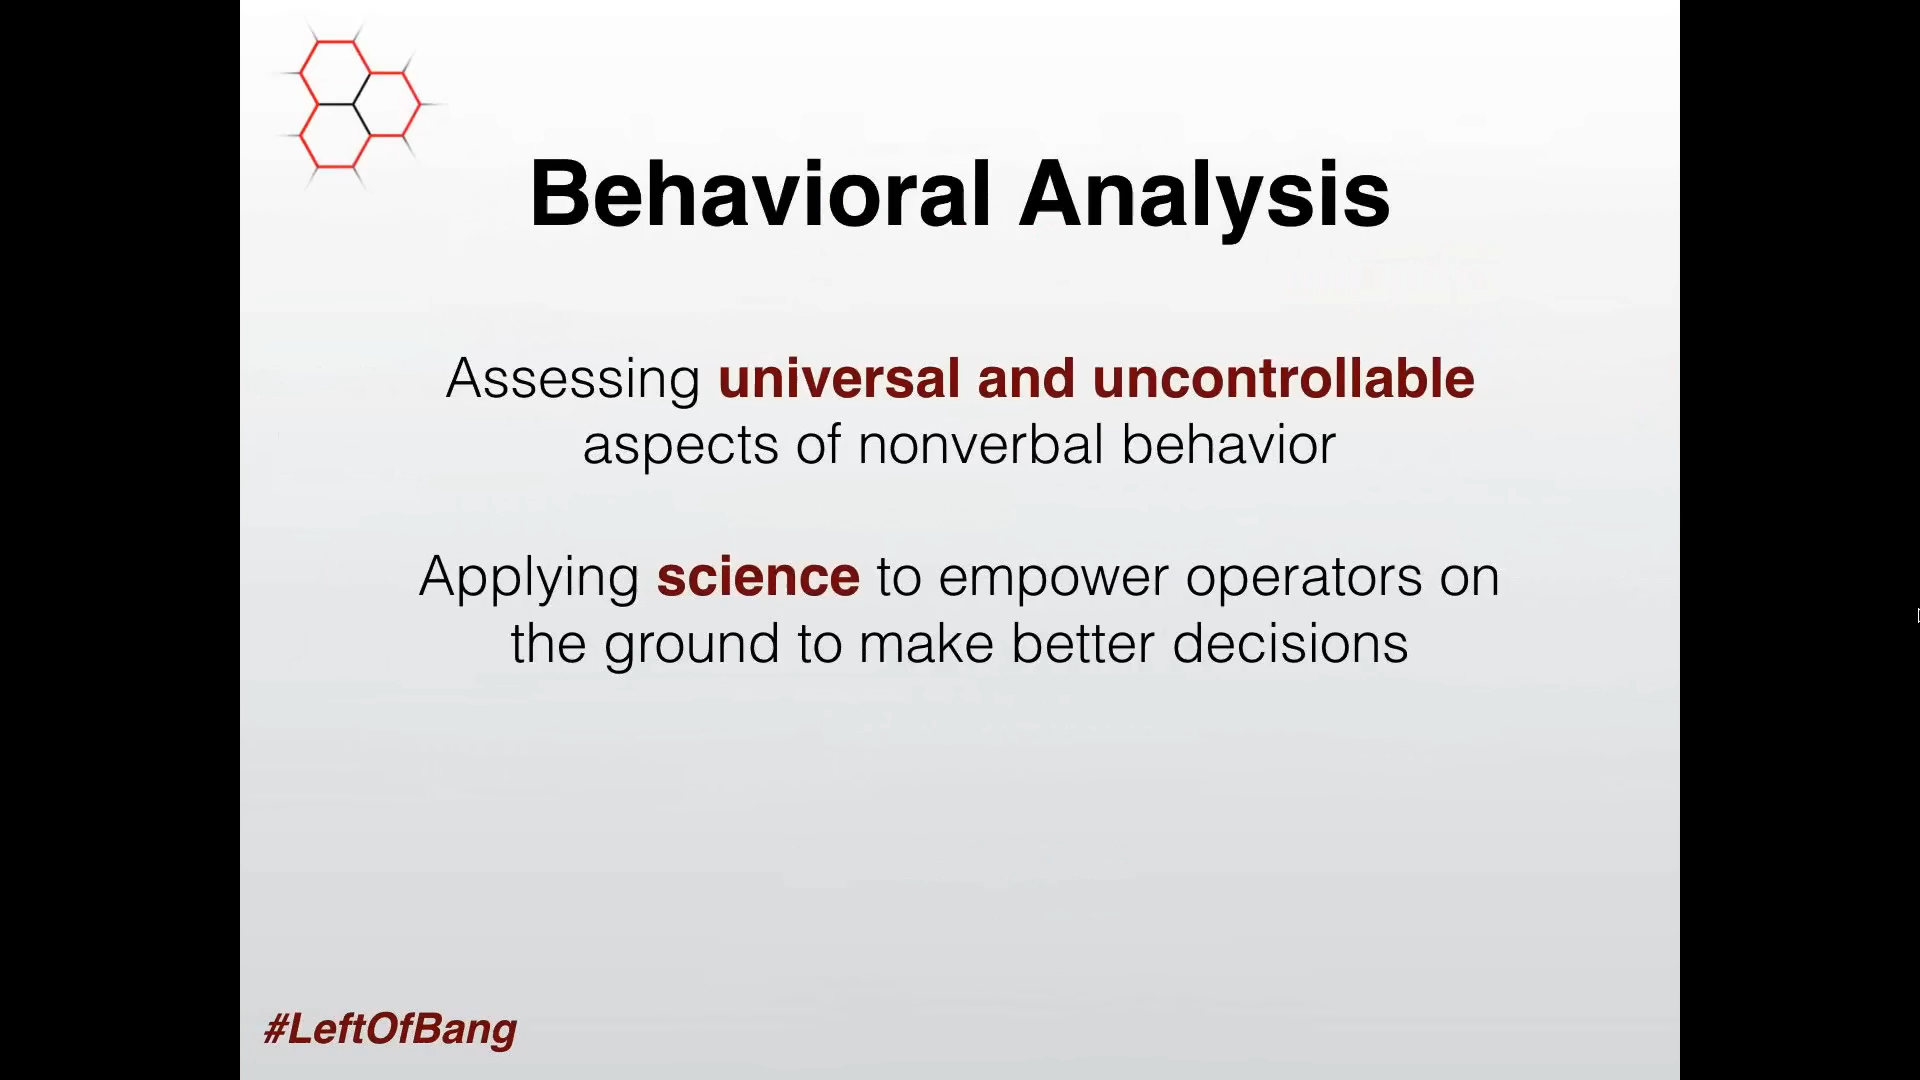 Behavioral Analysis
Assessing universal and uncontrollable
aspects of nonverbal behavior
Applying science to empower operators on
the ground to make better decisions
#LeftOfBang